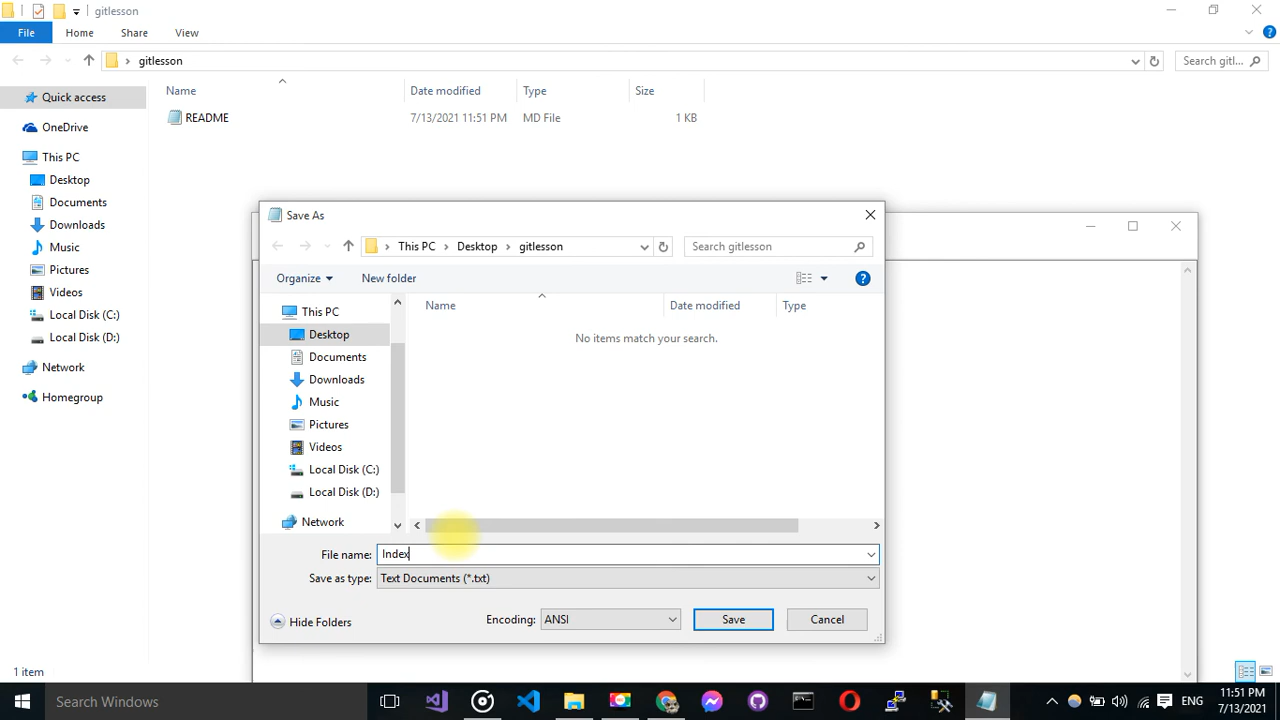 gitlesson
File Home Share View
gitlesson
Search gitl...
Name Date modified Type Size
README 7/13/2021 11:51 PM MD File 1 KB
Quick access
OneDrive
This PC
Desktop
Documents
Downloads
Music
Pictures
Videos
Local Disk (C:)
Local Disk (D:)
Network
Homegroup
Save As
This PC Desktop gitlesson
Search gitlesson
Organize New folder
This PC
Desktop
Documents
Downloads
Music
Pictures
Videos
Local Disk (C:)
Local Disk (D:)
Network
Name Date modified Type
No items match your search.
File name: Index
Save as type: Text Documents (*.txt)
Hide Folders
Encoding: ANSI
Save
Cancel
1 item
Search Windows
ENG
11:51 PM
7/13/2021